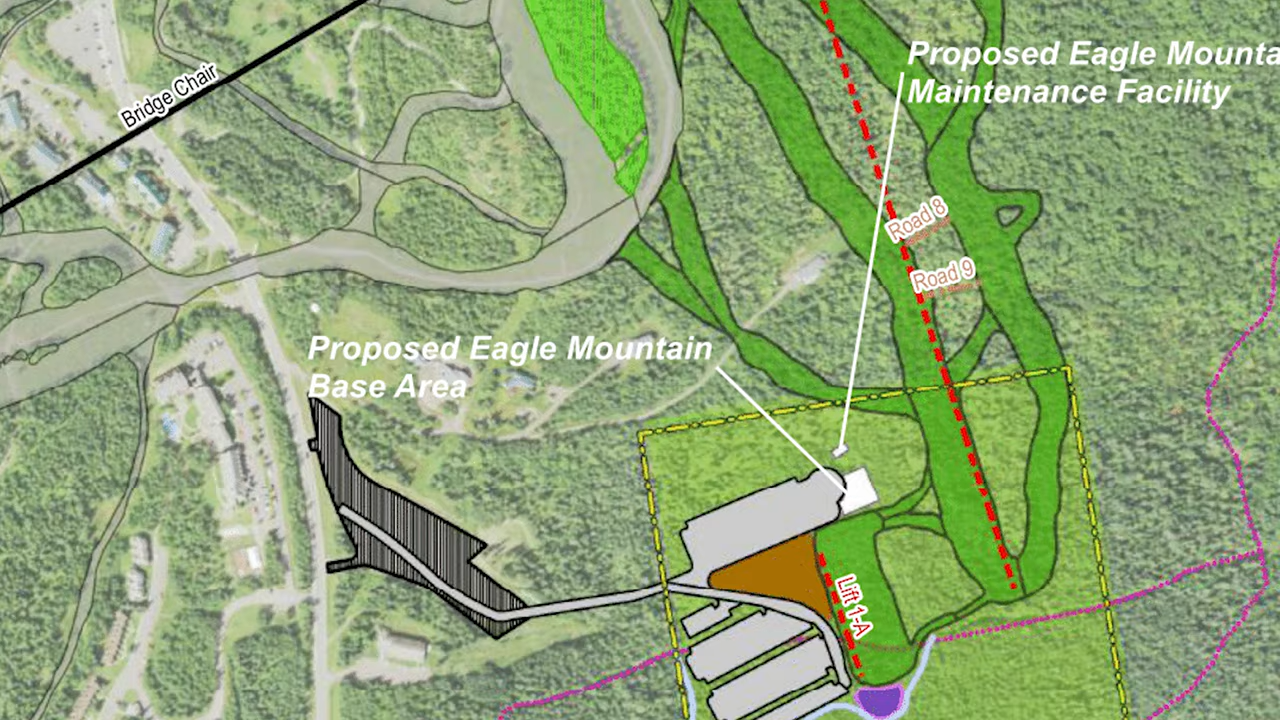 Proposed Eagle Mounta
Maintenance Facility
Bridge Chair
Road 8
Road 9
Proposed Eagle Mountain
Base Area
Lift 1-A